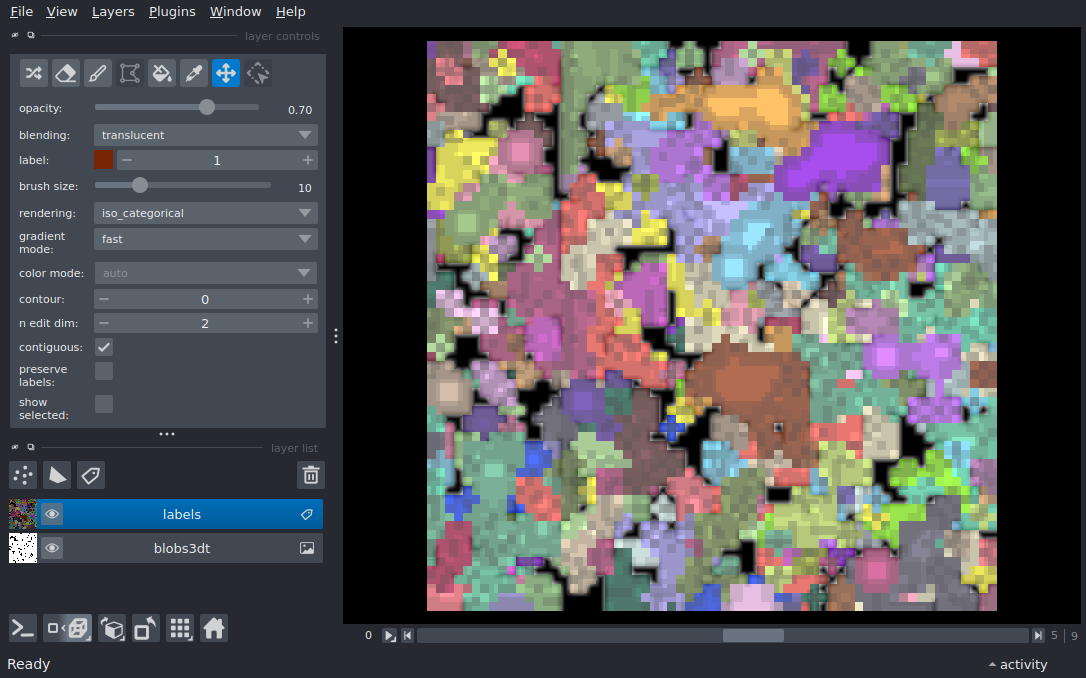 File View Layers Plugins Window Help
layer controls
opacity: 0.70
blending: translucent
label: 1
brush size: 10
rendering: iso_categorical
gradient
mode: fast
color mode: auto
contour: 0
n edit dim: 2
contiguous:
preserve
labels:
show
selected:
layer list
labels
blobs3dt
0 5 9
Ready activity